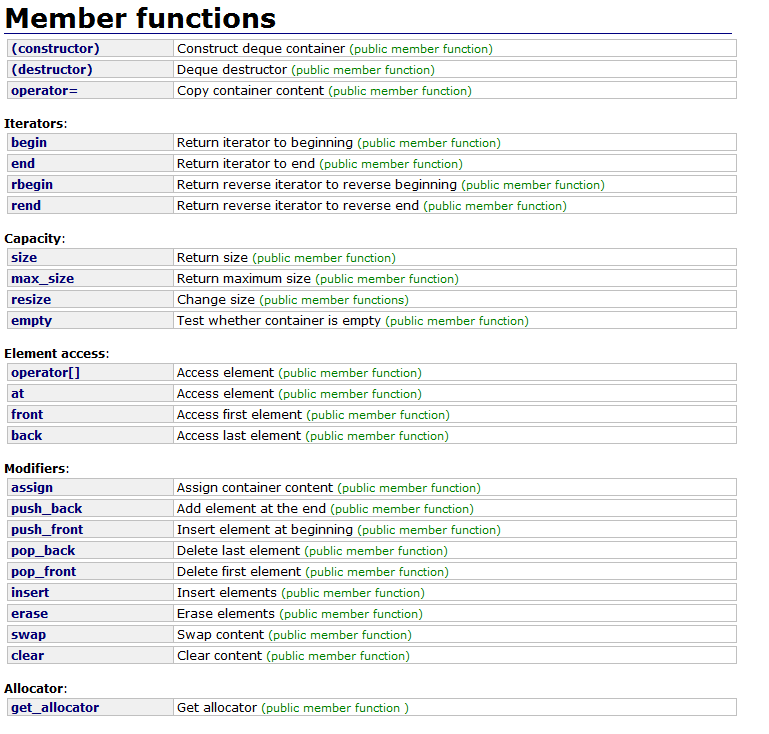 Member functions
(constructor) Construct deque container (public member function)
(destructor) Deque destructor (public member function)
operator= Copy container content (public member function)
Iterators:
begin Return iterator to beginning (public member function)
end Return iterator to end (public member function)
rbegin Return reverse iterator to reverse beginning (public member function)
rend Return reverse iterator to reverse end (public member function)
Capacity:
size Return size (public member function)
max_size Return maximum size (public member function)
resize Change size (public member functions)
empty Test whether container is empty (public member function)
Element access:
operator[] Access element (public member function)
at Access element (public member function)
front Access first element (public member function)
back Access last element (public member function)
Modifiers:
assign Assign container content (public member function)
push_back Add element at the end (public member function)
push_front Insert element at beginning (public member function)
pop_back Delete last element (public member function)
pop_front Delete first element (public member function)
insert Insert elements (public member function)
erase Erase elements (public member function)
swap Swap content (public member function)
clear Clear content (public member function)
Allocator:
get_allocator Get allocator (public member function )